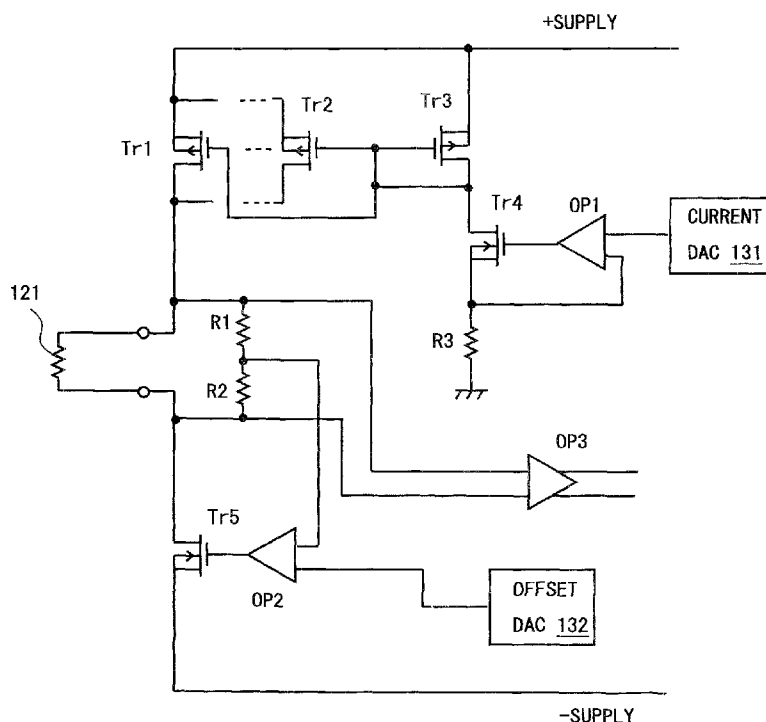 +SUPPLY
Tr3
Tr2
Tr1
Tr4
OP1
CURRENT
DAC 131
121
R1
R3
R2
OP3
Tr5
OP2
OFFSET
DAC 132
-SUPPLY